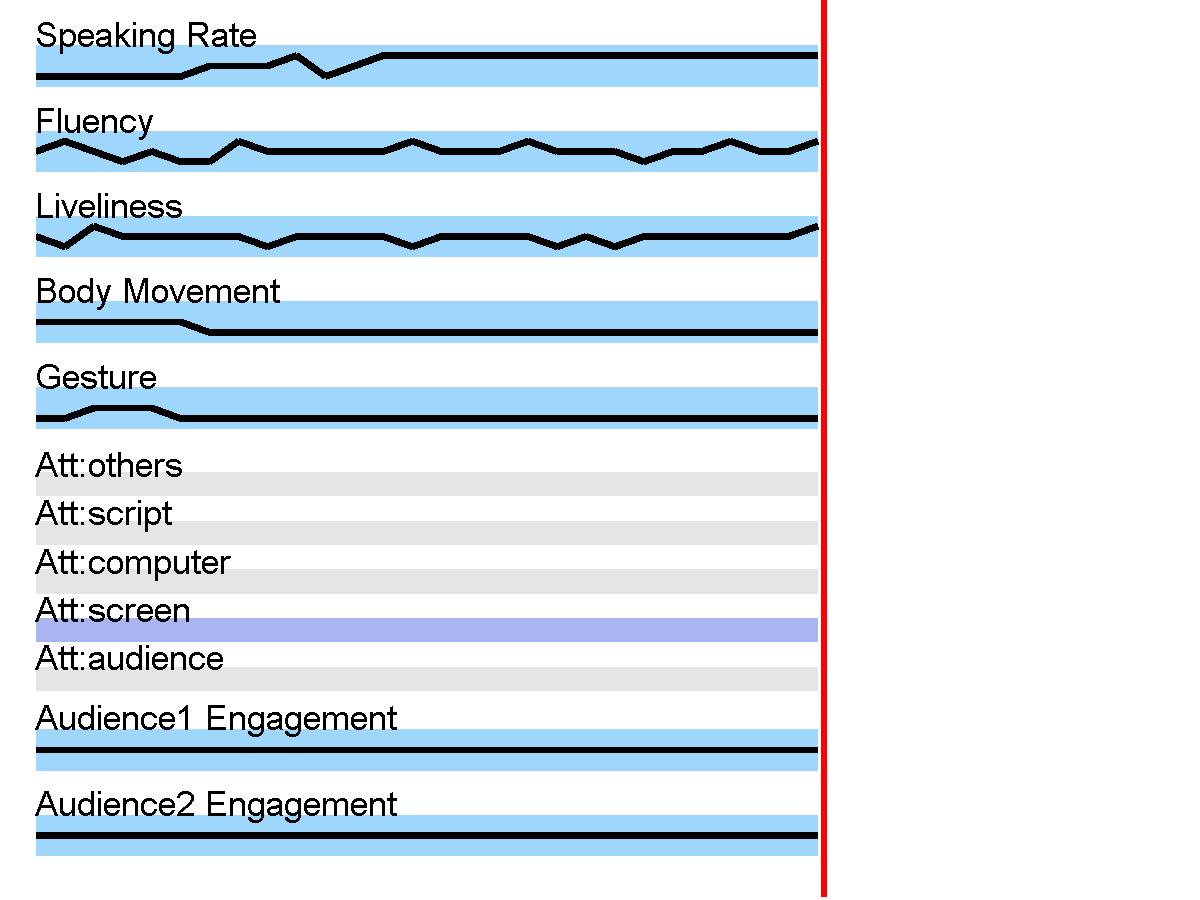 Speaking Rate
Fluency
Liveliness
Body Movement
Gesture
Att:others
Att:script
Att:computer
Att:screen
Att:audience
Audience1 Engagement
Audience2 Engagement